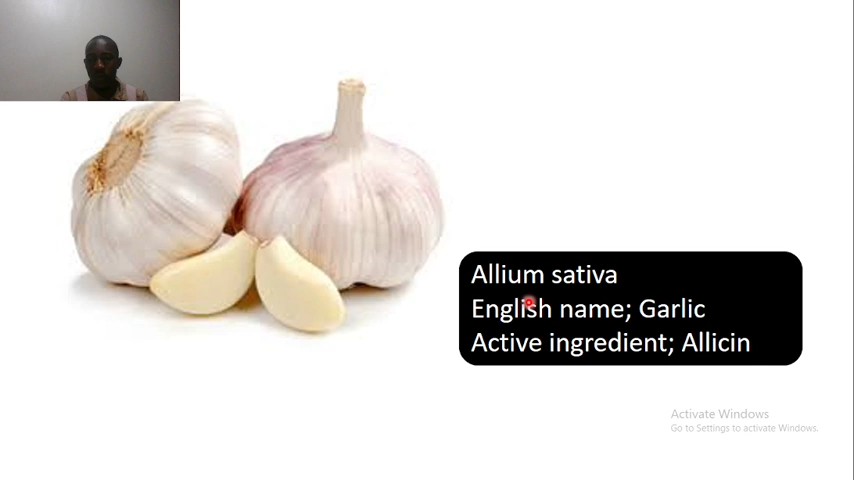 Allium sativa
English name; Garlic
Active ingredient; Allicin
Activate Windows
Go to Settings to activate Windows.